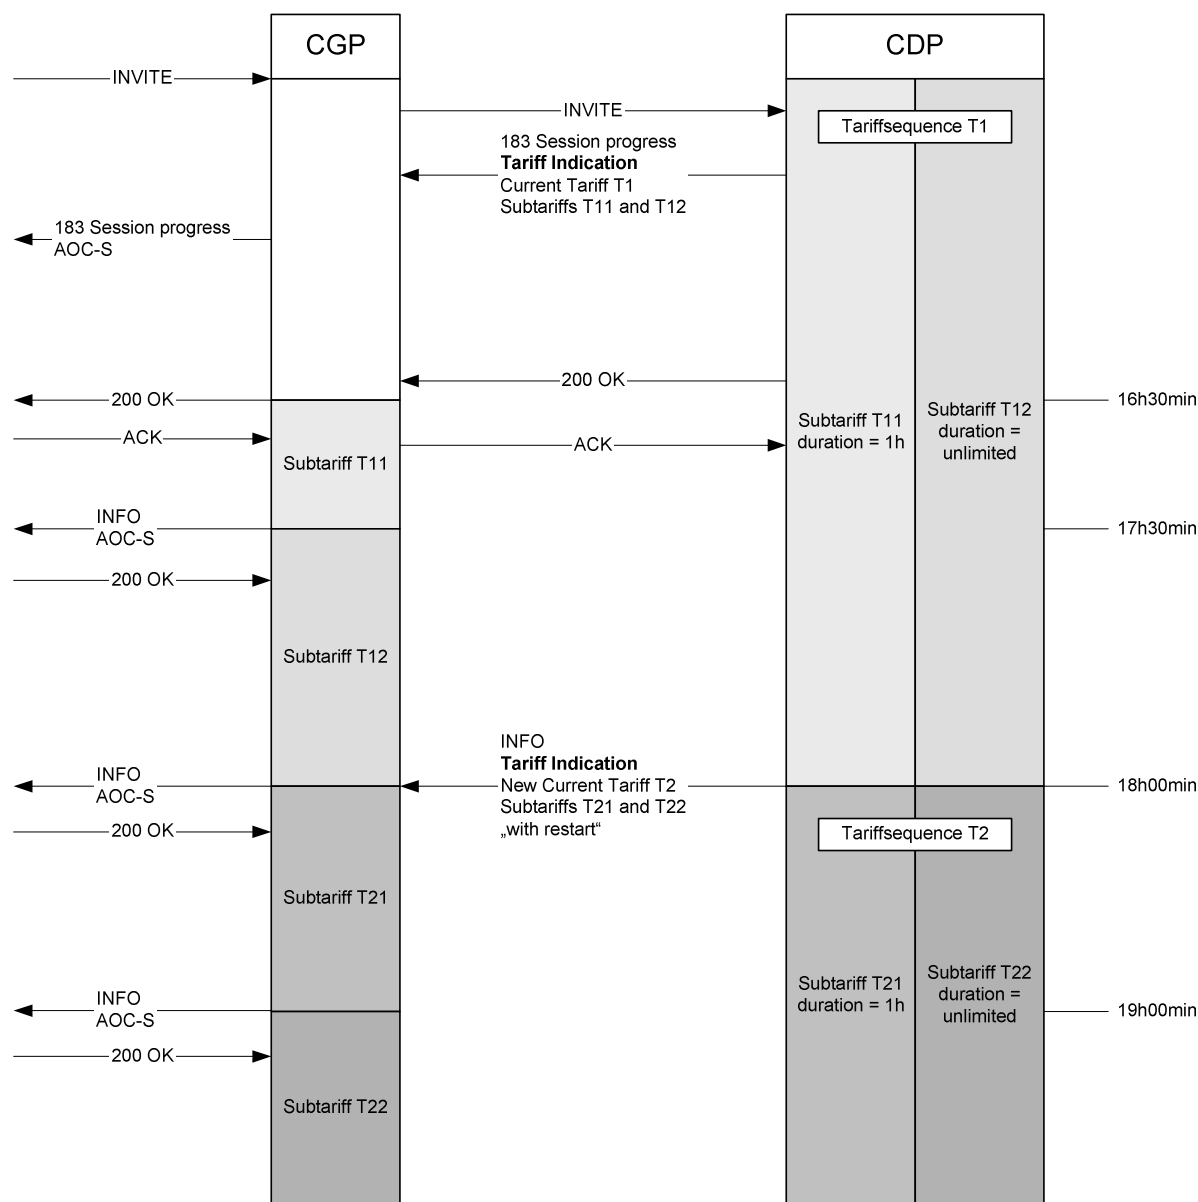 CGP
CDP
INVITE
INVITE
Tariffsequence T1
183 Session progress
Tariff Indication
Current Tariff T1
Subtariffs T11 and T12
183 Session progress
AOC-S
200 OK
200 OK
16h30min
Subtariff T11
duration = 1h
Subtariff T12
duration =
unlimited
ACK
ACK
Subtariff T11
INFO
AOC-S
17h30min
200 OK
Subtariff T12
INFO
Tariff Indication
New Current Tariff T2
Subtariffs T21 and T22
„with restart“
INFO
AOC-S
18h00min
200 OK
Tariffsequence T2
Subtariff T21
Subtariff T21
duration = 1h
Subtariff T22
duration =
unlimited
INFO
AOC-S
19h00min
200 OK
Subtariff T22